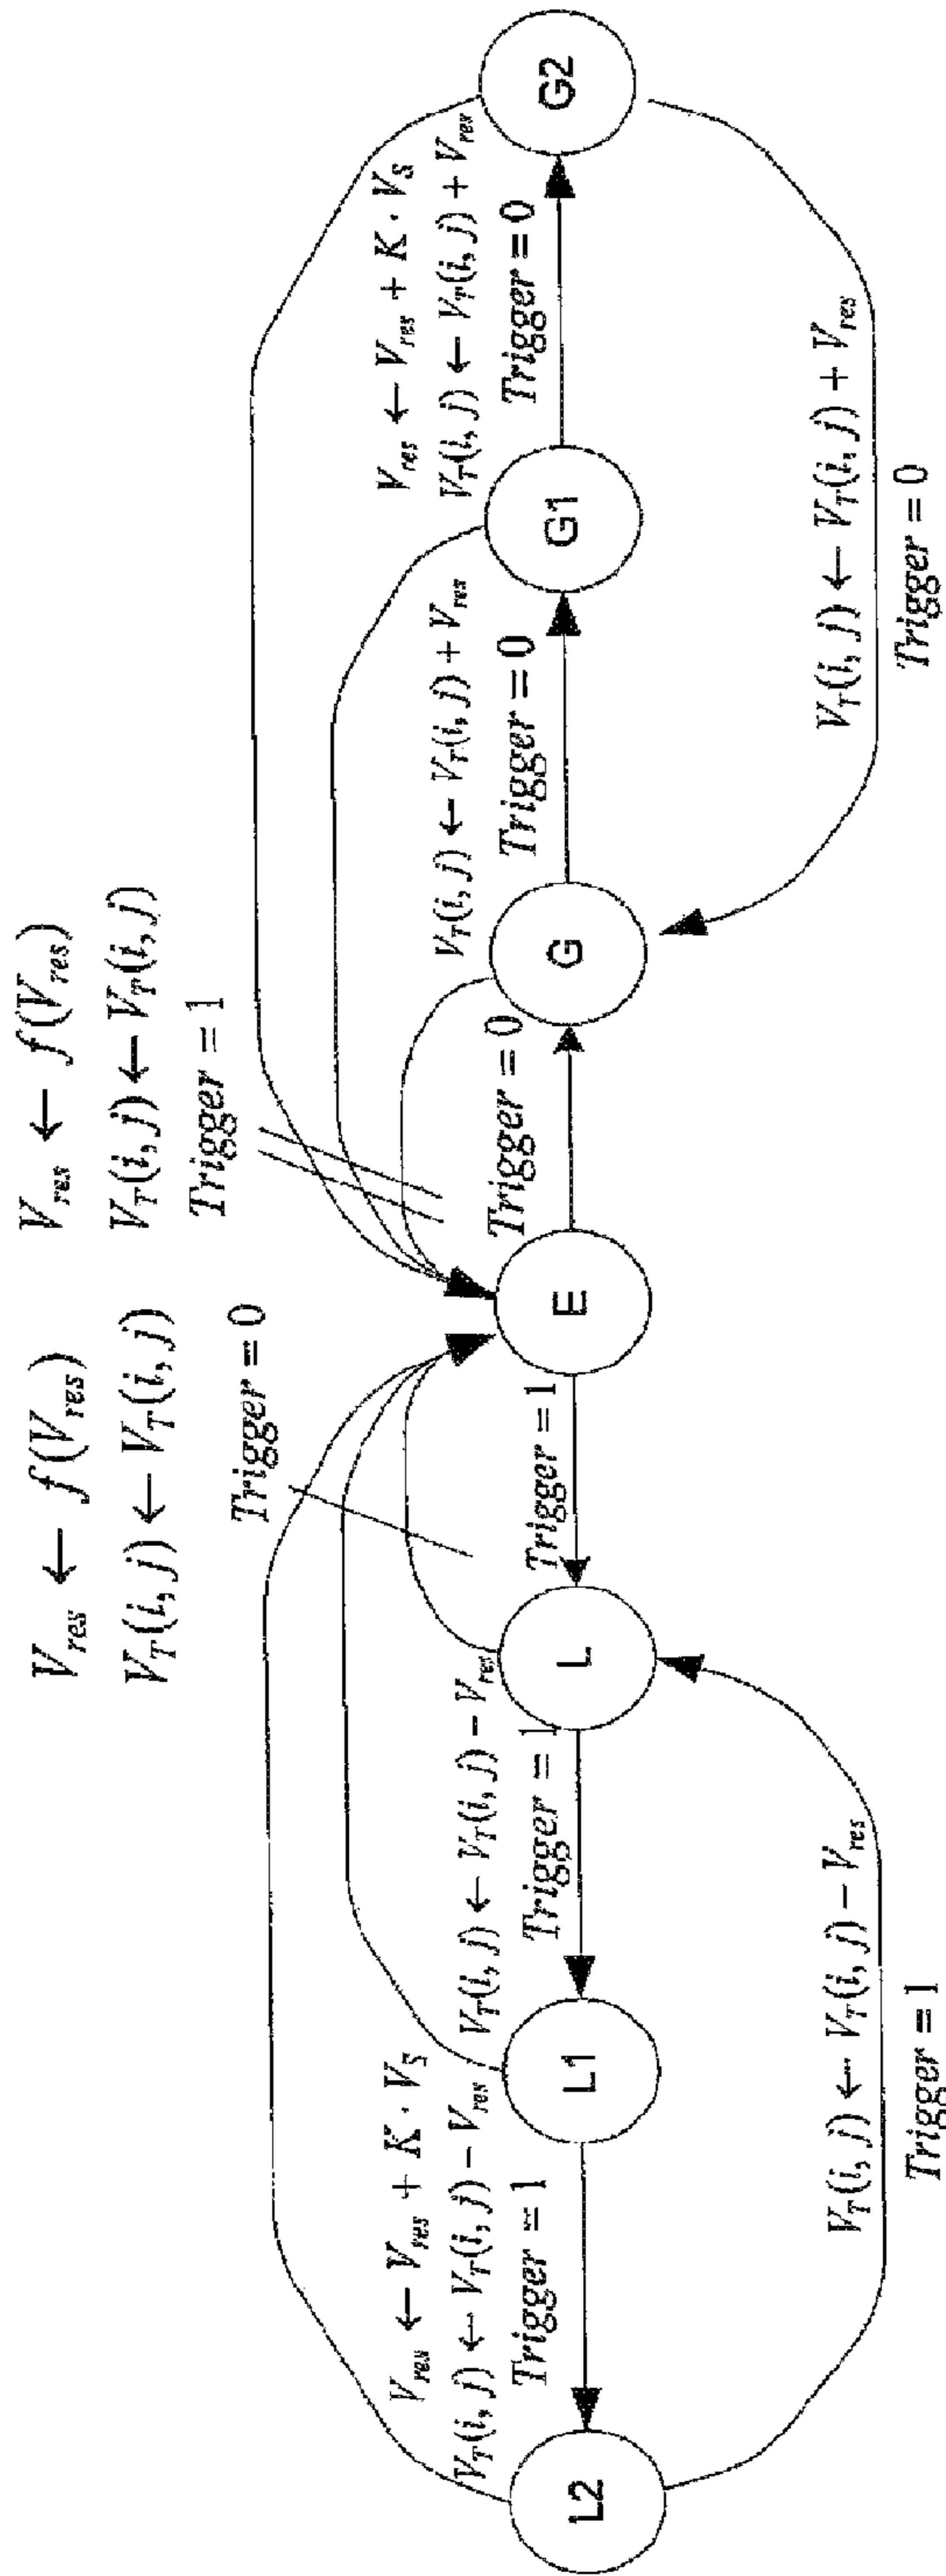 V_res ← f(V_res)
V_T(i, j) ← V_T(i, j)
Trigger = 0
V_res ← f(V_res)
V_T(i, j) ← V_T(i, j)
Trigger = 1
V_res ← V_res + K · V_S
V_T(i, j) ← V_T(i, j) − V_res
Trigger = 1
V_T(i, j) ← V_T(i, j) − V_res
Trigger = 1
Trigger = 1
Trigger = 0
V_T(i, j) ← V_T(i, j) + V_res
Trigger = 0
V_res ← V_res + K · V_S
V_T(i, j) ← V_T(i, j) + V_res
Trigger = 0
L2
L1
L
E
G
G1
G2
V_T(i, j) ← V_T(i, j) − V_res
Trigger = 1
V_T(i, j) ← V_T(i, j) + V_res
Trigger = 0